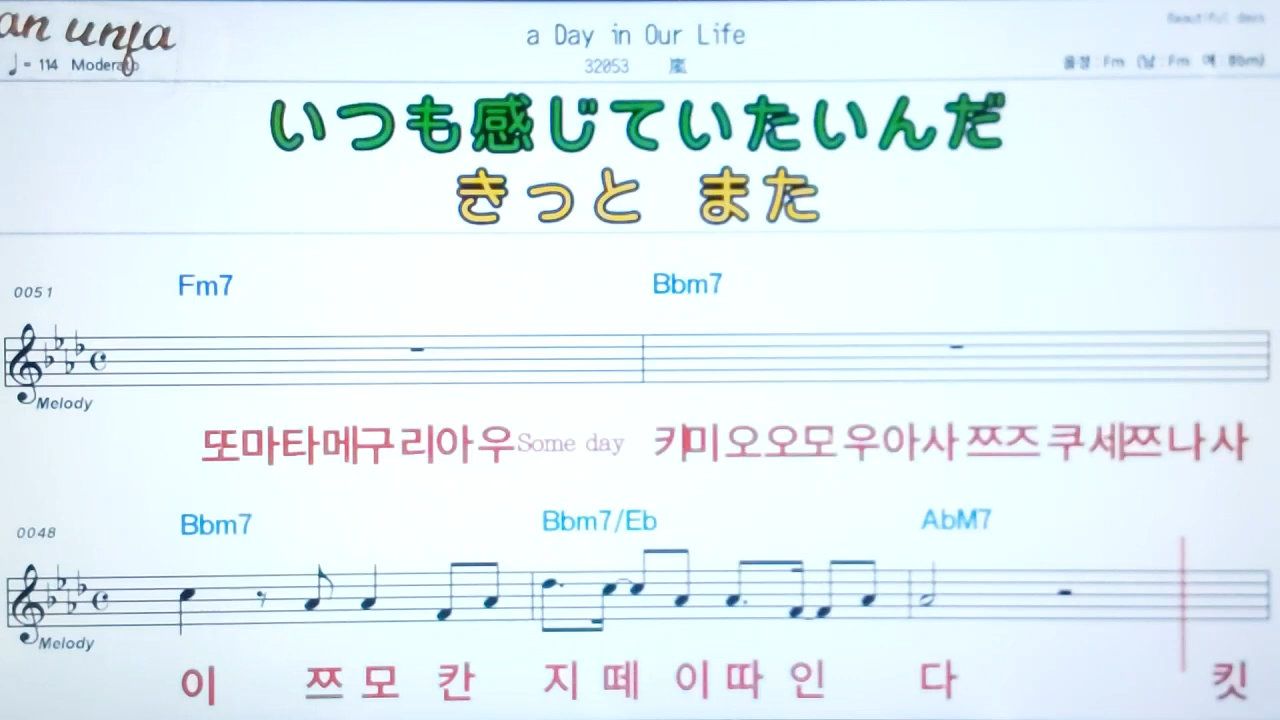 an unfa
a Day in Our Life
Beautiful days
♩= 114 Moderato
32053 嵐
음정 : Fm (남 : Fm 여 : Bbm)
いつも感じていたいんだ
きっと また
0051 Fm7 Bbm7
Melody
또마타메구리아우Some day 키미오오모우아사 쯔즈쿠세쯔나사
0048 Bbm7 Bbm7/Eb AbM7
Melody
이 쯔 모 칸 지 떼 이 따 인 다 킷